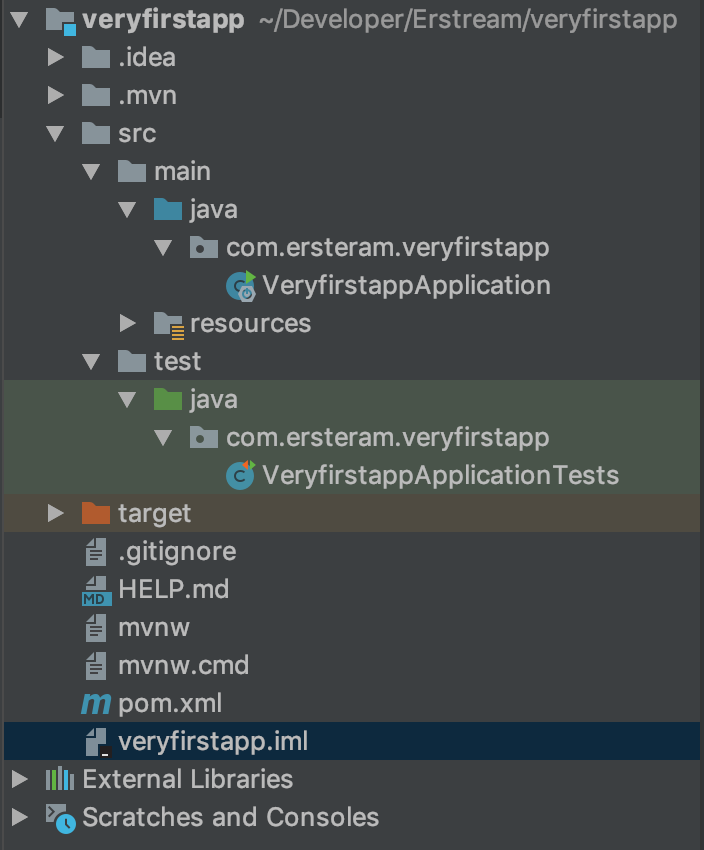 veryfirstapp ~/Developer/Erstream/veryfirstapp
.idea
.mvn
src
main
java
com.ersteram.veryfirstapp
VeryfirstappApplication
resources
test
java
com.ersteram.veryfirstapp
VeryfirstappApplicationTests
target
.gitignore
HELP.md
mvnw
mvnw.cmd
pom.xml
veryfirstapp.iml
External Libraries
Scratches and Consoles